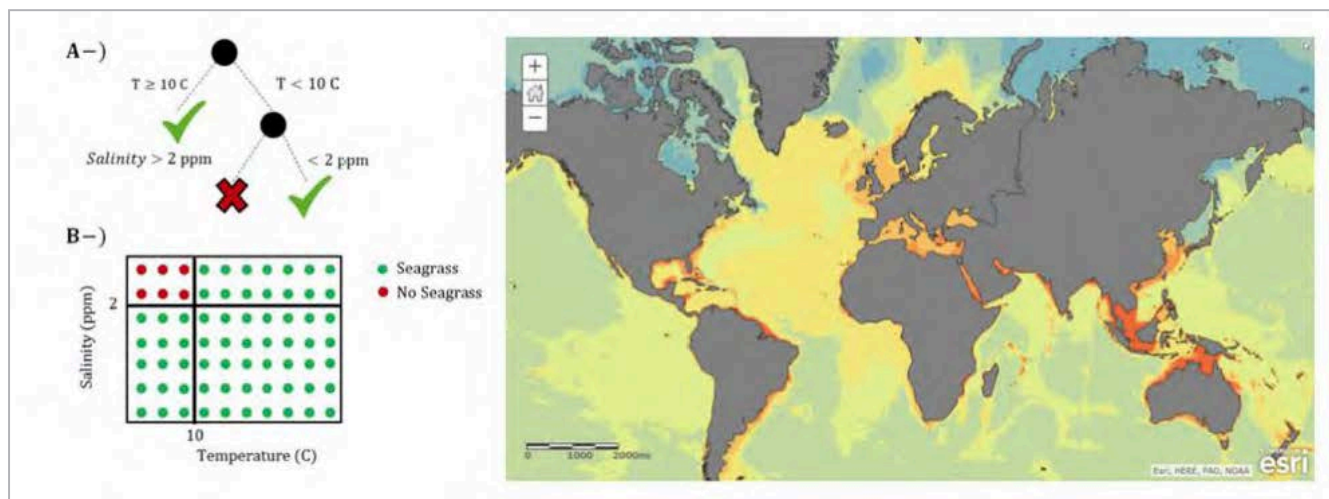 A–)
T ≥ 10 C
T < 10 C
Salinity > 2 ppm
< 2 ppm
B–)
Seagrass
No Seagrass
2
Salinity (ppm)
10
Temperature (C)
+
−
0 1000 2000mi
Esri, HERE, FAO, NOAA
esri